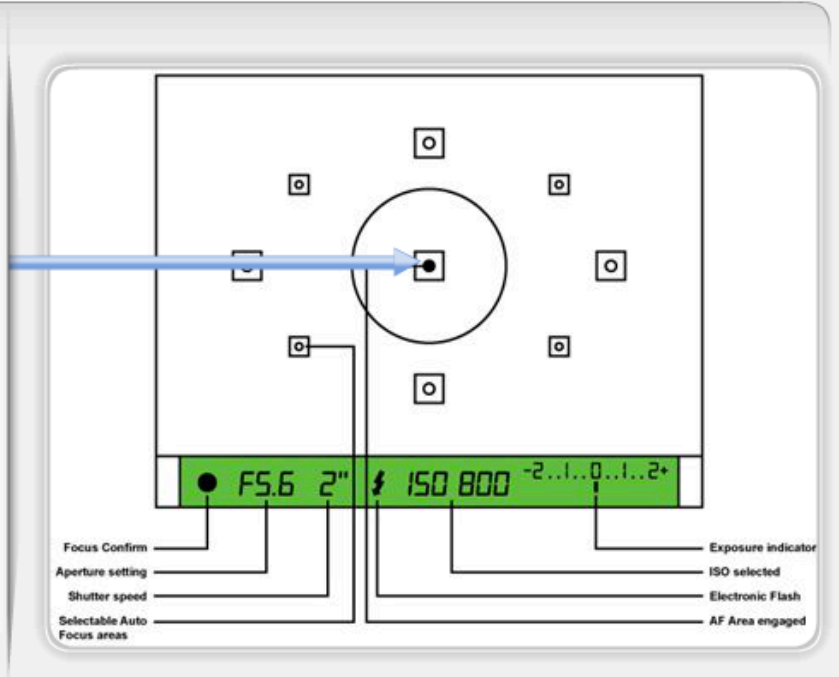 F5.6 2" ISO 800 -2..1..0..1..2+
Focus Confirm
Aperture setting
Shutter speed
Selectable Auto
Focus areas
Exposure indicator
ISO selected
Electronic Flash
AF Area engaged